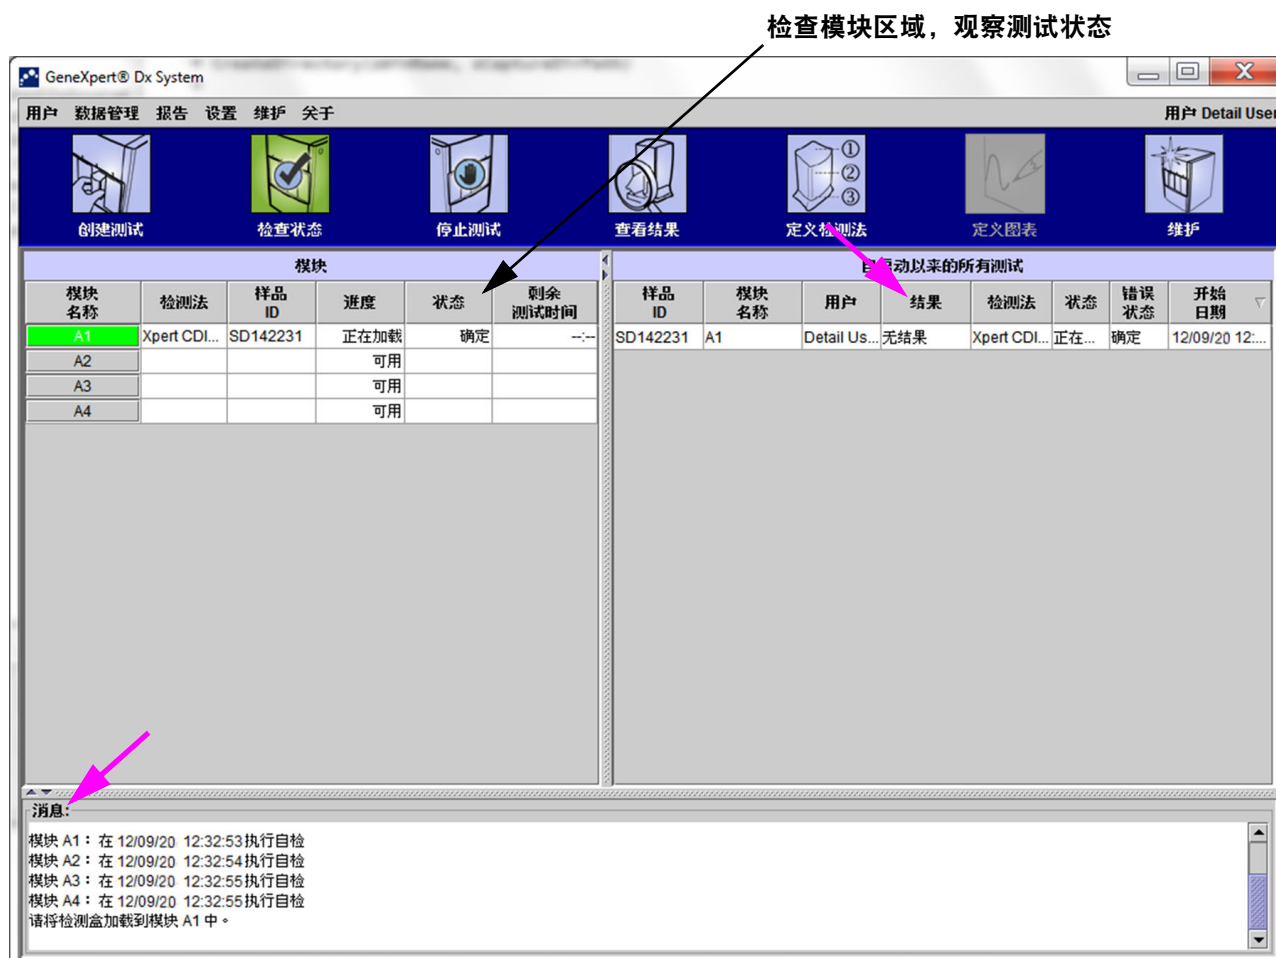 检查模块区域，观察测试状态
GeneXpert® Dx System
用户 数据管理 报告 设置 维护 关于
用户 Detail User
创建测试 检查状态 停止测试 查看结果 定义检测法 定义图表 维护
① ② ③
模块
自启动以来的所有测试
模块名称 检测法 样品ID 进度 状态 剩余测试时间
样品ID 模块名称 用户 结果 检测法 状态 错误状态 开始日期
A1 Xpert CDI... SD142231 正在加载 确定 --:--
SD142231 A1 Detail Us... 无结果 Xpert CDI... 正在... 确定 12/09/20 12:...
A2 可用
A3 可用
A4 可用
消息:
模块 A1：在 12/09/20 12:32:53 执行自检
模块 A2：在 12/09/20 12:32:54 执行自检
模块 A3：在 12/09/20 12:32:55 执行自检
模块 A4：在 12/09/20 12:32:55 执行自检
请将检测盒加载到模块 A1 中。